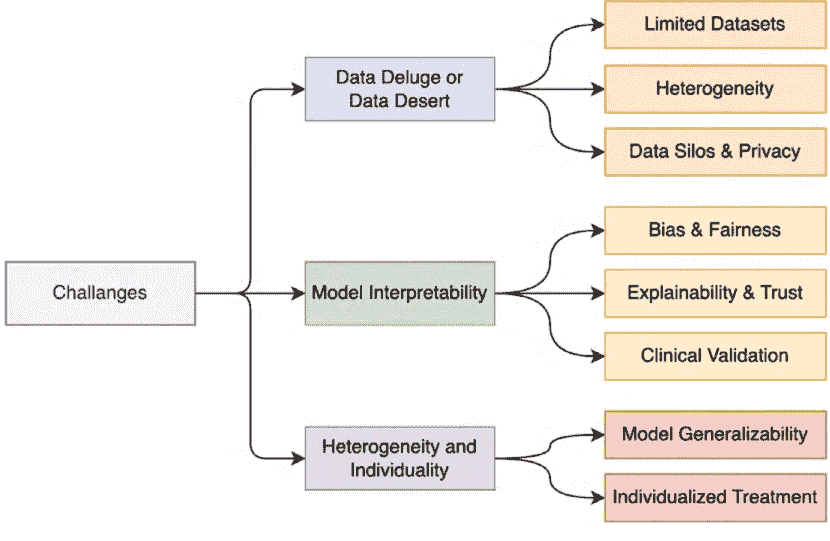 Challanges
Data Deluge or
Data Desert
Limited Datasets
Heterogeneity
Data Silos & Privacy
Model Interpretability
Bias & Fairness
Explainability & Trust
Clinical Validation
Heterogeneity and
Individuality
Model Generalizability
Individualized Treatment